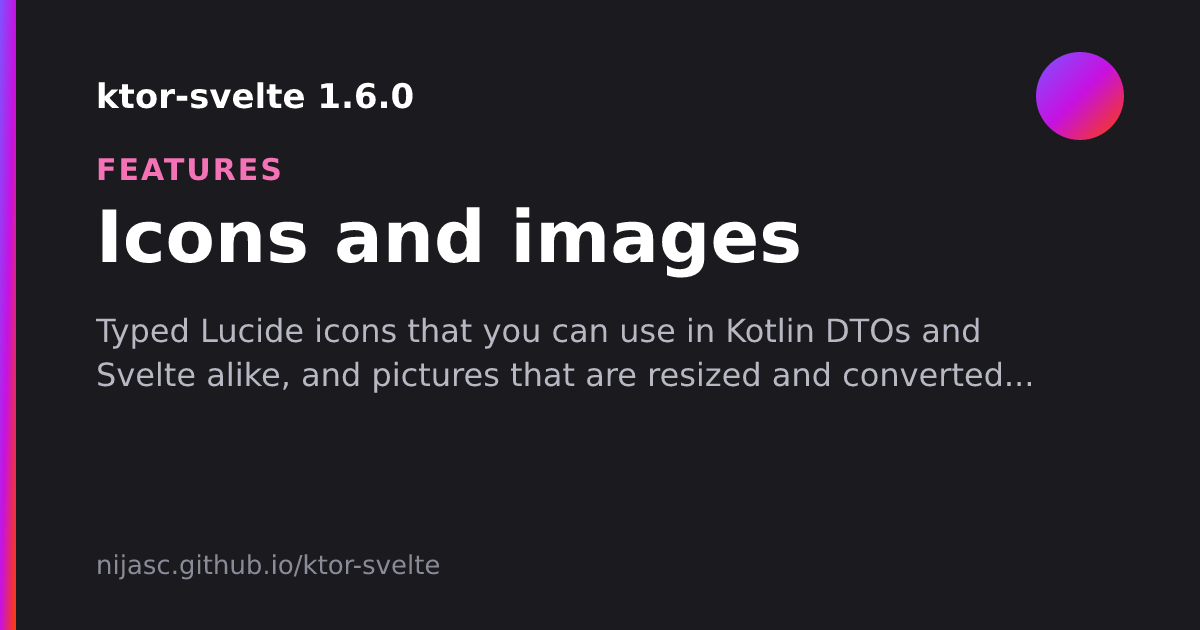 ktor-svelte 1.6.0
FEATURES
Icons and images
Typed Lucide icons that you can use in Kotlin DTOs and
Svelte alike, and pictures that are resized and converted...
nijasc.github.io/ktor-svelte